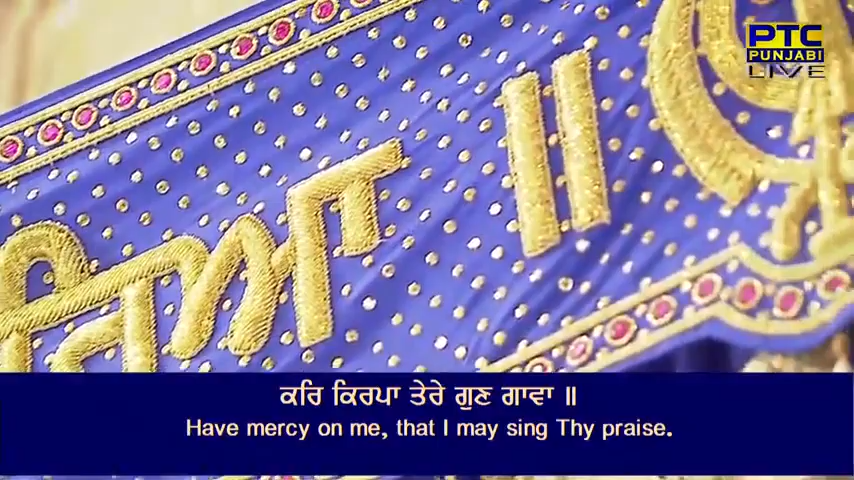 PTC
PUNJABI
LIVE
ਆ ॥
ਕਰਿ ਕਿਰਪਾ ਤੇਰੇ ਗੁਣ ਗਾਵਾ ॥
Have mercy on me, that I may sing Thy praise.